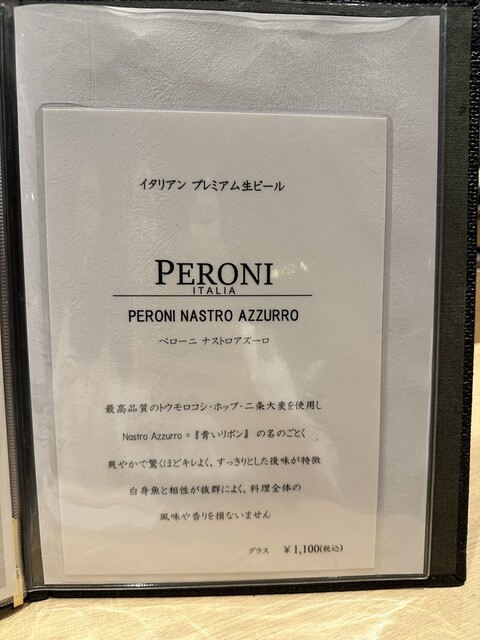 イタリアン プレミアム生ビール
PERONI
ITALIA
PERONI NASTRO AZZURRO
ペローニ ナストロアズーロ
最高品質のトウモロコシ・ホップ・二条大麦を使用し
Nastro Azzurro = 『青いリボン』 の名のごとく
爽やかで驚くほどキレよく、すっきりとした後味が特徴
白身魚と相性が抜群によく、料理全体の
風味や香りを損ないません
グラス ￥1,100(税込)